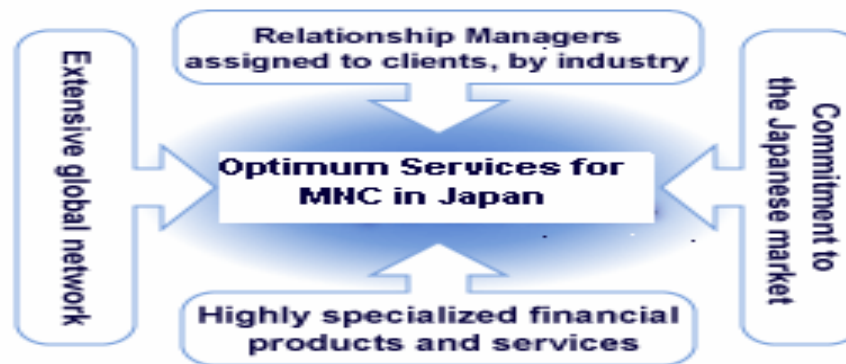 Relationship Managers
assigned to clients, by industry
Extensive global network
Optimum Services for
MNC in Japan
Commitment to
the Japanese market
Highly specialized financial
products and services